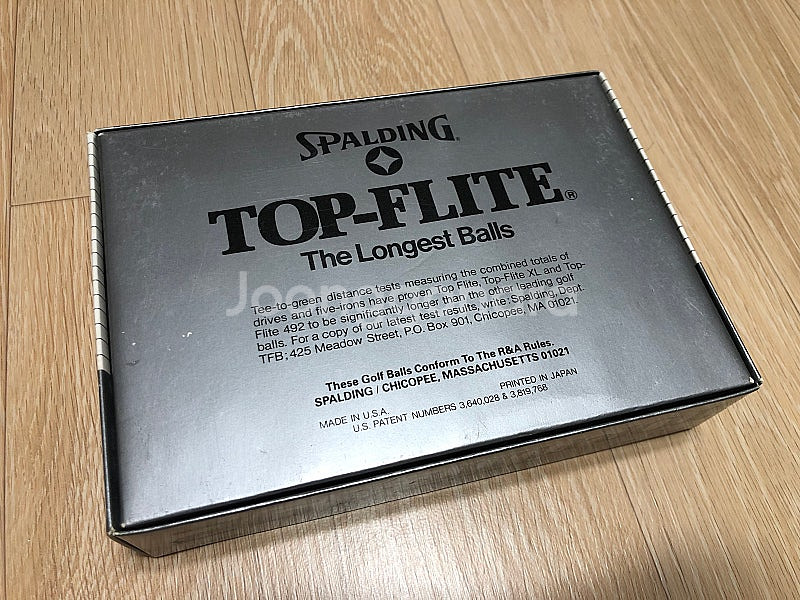 SPALDING®
TOP-FLITE®
The Longest Balls
Tee-to-green distance tests measuring the combined totals of
drives and five-irons have proven Top Flite, Top-Flite XL and Top-
Flite 492 to be significantly longer than the other leading golf
balls. For a copy of our latest test results, write: Spalding, Dept.
TFB; 425 Meadow Street, P.O. Box 901, Chicopee, MA 01021.
These Golf Balls Conform To The R&A Rules.
SPALDING / CHICOPEE, MASSACHUSETTS 01021
MADE IN U.S.A. PRINTED IN JAPAN
U.S. PATENT NUMBERS 3,640,028 & 3,819,768